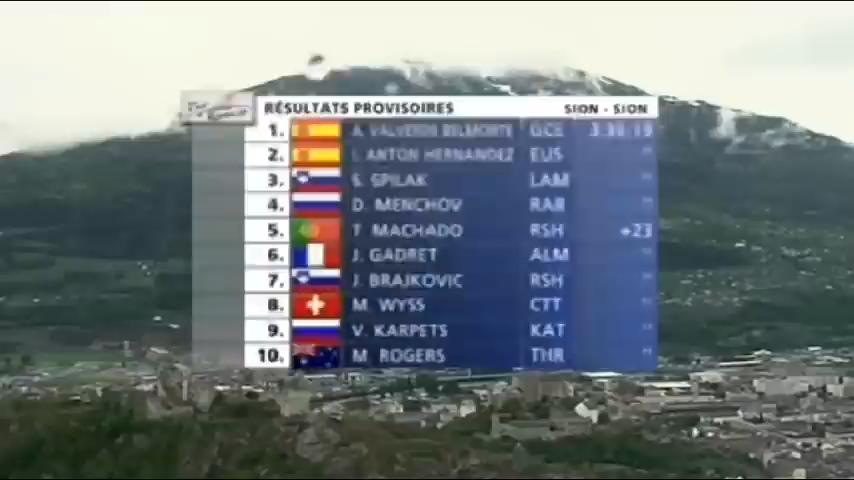 RÉSULTATS PROVISOIRES SION - SION
1. A. VALVERDE BELMONTE GCE 3:30:19
2. I. ANTON HERNANDEZ EUS "
3. S. SPILAK LAM "
4. D. MENCHOV RAB "
5. T. MACHADO RSH +23
6. J. GADRET ALM "
7. J. BRAJKOVIC RSH "
8. M. WYSS CTT "
9. V. KARPETS KAT "
10. M. ROGERS THR "